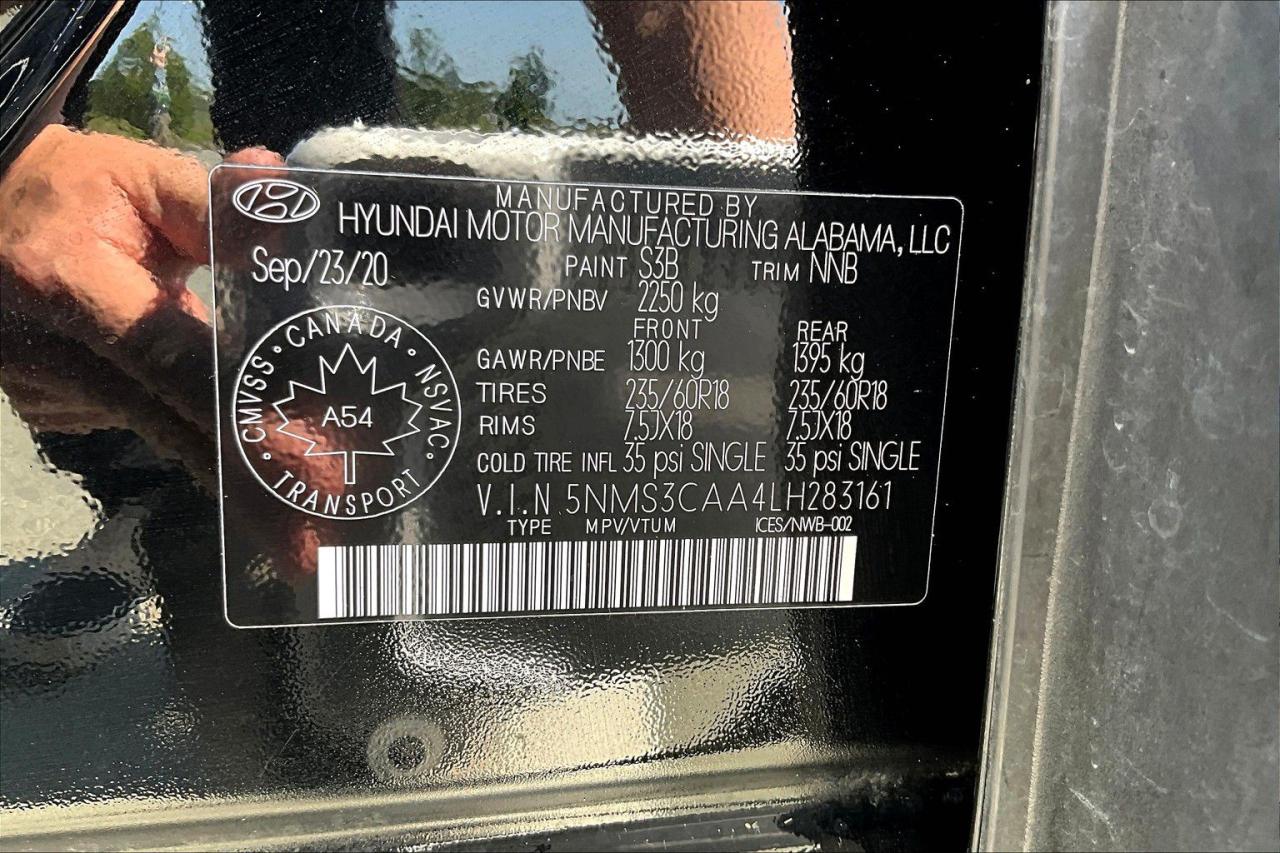 MANUFACTURED BY
HYUNDAI MOTOR MANUFACTURING ALABAMA, LLC
Sep/23/20 PAINT S3B TRIM NNB
GVWR/PNBV 2250 kg
FRONT REAR
GAWR/PNBE 1300 kg 1395 kg
TIRES 235/60R18 235/60R18
RIMS 7.5JX18 7.5JX18
COLD TIRE INFL 35 psi SINGLE 35 psi SINGLE
V.I.N 5NMS3CAA4LH283161
TYPE MPV/VTUM ICES/NWB-002
• CMVSS • CANADA • NSVAC • TRANSPORT
A54